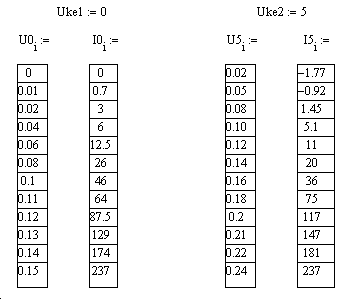 Uke1 := 0 Uke2 := 5
U0i := I0i := U5i := I5i :=
0 0 0.02 −1.77
0.01 0.7 0.05 −0.92
0.02 3 0.08 1.45
0.04 6 0.10 5.1
0.06 12.5 0.12 11
0.08 26 0.14 20
0.1 46 0.16 36
0.11 64 0.18 75
0.12 87.5 0.2 117
0.13 129 0.21 147
0.14 174 0.22 181
0.15 237 0.24 237